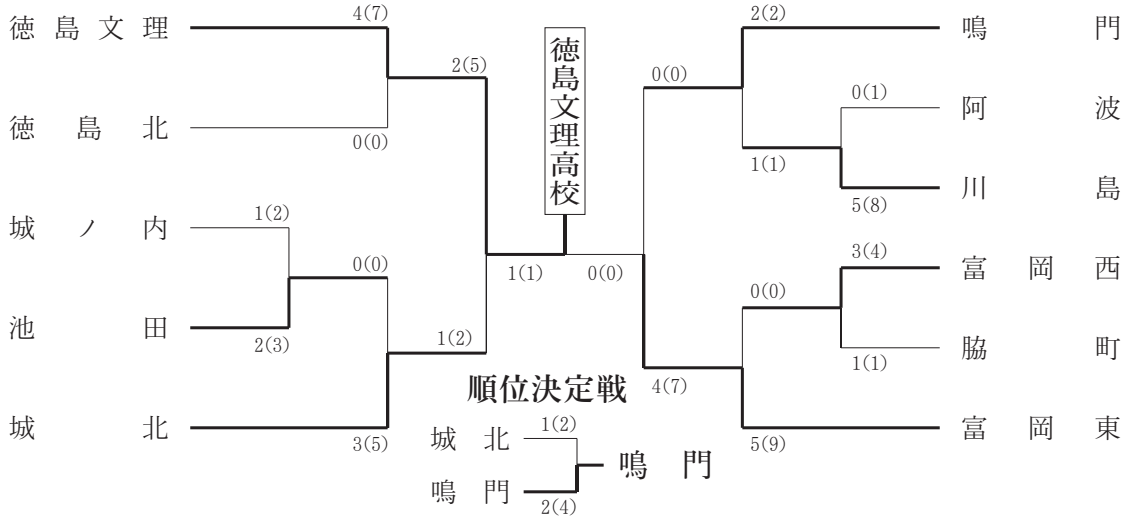 徳島文理
4(7)
徳島北
0(0)
2(5)
城ノ内
1(2)
池田
2(3)
0(0)
城北
3(5)
1(2)
1(1)
徳島文理高校
0(0)
鳴門
2(2)
0(0)
阿波
0(1)
川島
5(8)
1(1)
富岡西
3(4)
脇町
1(1)
0(0)
富岡東
5(9)
4(7)
順位決定戦
城北
1(2)
鳴門
2(4)
鳴門